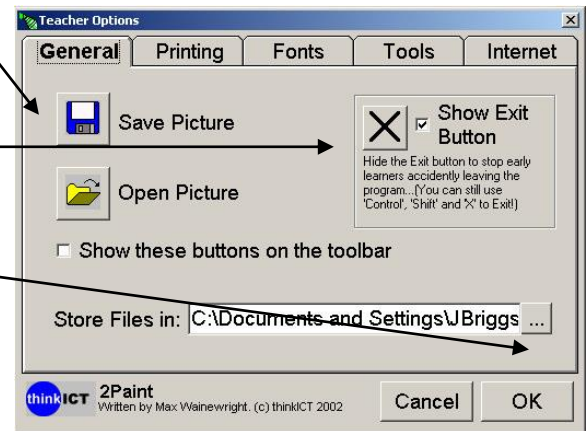 Teacher Options
General Printing Fonts Tools Internet
Save Picture
Show Exit
Button
Hide the Exit button to stop early
learners accidently leaving the
program...(You can still use
'Control', 'Shift' and 'X' to Exit!)
Open Picture
Show these buttons on the toolbar
Store Files in: C:\Documents and Settings\JBriggs ...
thinkICT 2Paint
Written by Max Wainewright. (c) thinkICT 2002
Cancel OK